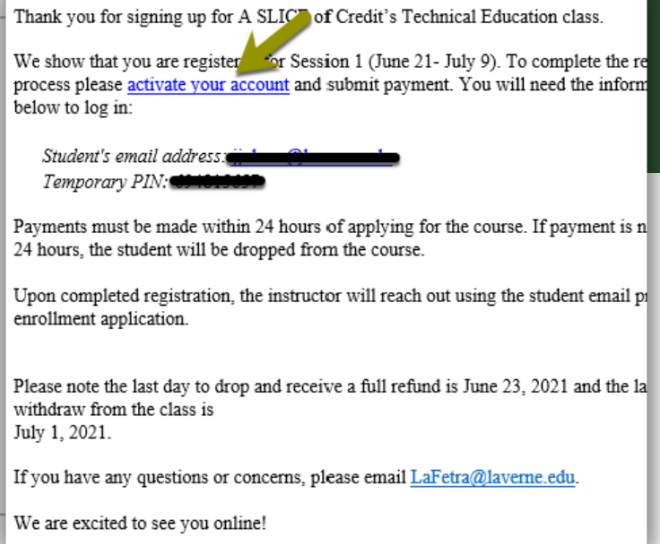 Thank you for signing up for A SLICE of Credit's Technical Education class.
We show that you are register for Session 1 (June 21- July 9). To complete the re
process please activate your account and submit payment. You will need the inform
below to log in:
Student's email address:
Temporary PIN:
Payments must be made within 24 hours of applying for the course. If payment is n
24 hours, the student will be dropped from the course.
Upon completed registration, the instructor will reach out using the student email p
enrollment application.
Please note the last day to drop and receive a full refund is June 23, 2021 and the la
withdraw from the class is
July 1, 2021.
If you have any questions or concerns, please email LaFetra@laverne.edu.
We are excited to see you online!